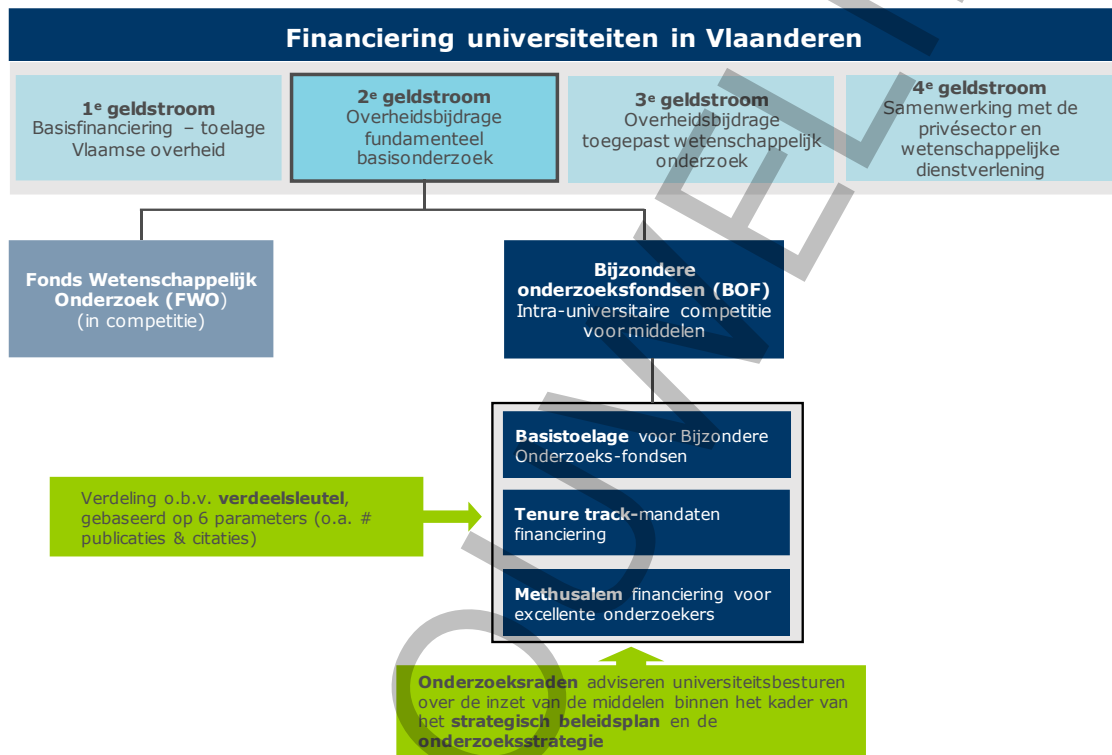 Financiering universiteiten in Vlaanderen
1e geldstroom
Basisfinanciering – toelage
Vlaamse overheid
2e geldstroom
Overheidsbijdrage
fundamenteel
basisonderzoek
3e geldstroom
Overheidsbijdrage
toegepast wetenschappelijk
onderzoek
4e geldstroom
Samenwerking met de
privésector en
wetenschappelijke
dienstverlening
Fonds Wetenschappelijk
Onderzoek (FWO)
(in competitie)
Bijzondere
onderzoeksfondsen (BOF)
Intra-universitaire competitie
voor middelen
Basistoelage voor Bijzondere
Onderzoeks-fondsen
Verdeling o.b.v. verdeelsleutel,
gebaseerd op 6 parameters (o.a. #
publicaties & citaties)
Tenure track-mandaten
financiering
Methusalem financiering voor
excellente onderzoekers
Onderzoeksraden adviseren universiteitsbesturen
over de inzet van de middelen binnen het kader van
het strategisch beleidsplan en de
onderzoeksstrategie